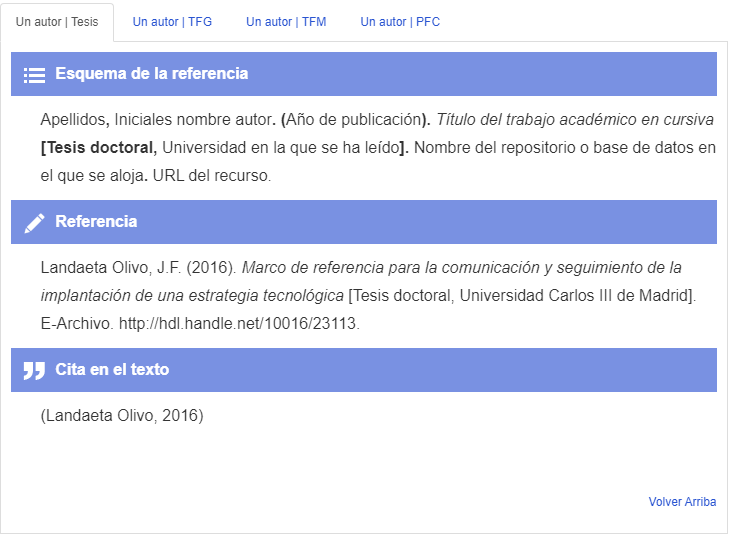 Un autor | Tesis Un autor | TFG Un autor | TFM Un autor | PFC
Esquema de la referencia
Apellidos, Iniciales nombre autor. (Año de publicación). Título del trabajo académico en cursiva
[Tesis doctoral, Universidad en la que se ha leído]. Nombre del repositorio o base de datos en
el que se aloja. URL del recurso.
Referencia
Landaeta Olivo, J.F. (2016). Marco de referencia para la comunicación y seguimiento de la
implantación de una estrategia tecnológica [Tesis doctoral, Universidad Carlos III de Madrid].
E-Archivo. http://hdl.handle.net/10016/23113.
Cita en el texto
(Landaeta Olivo, 2016)
Volver Arriba